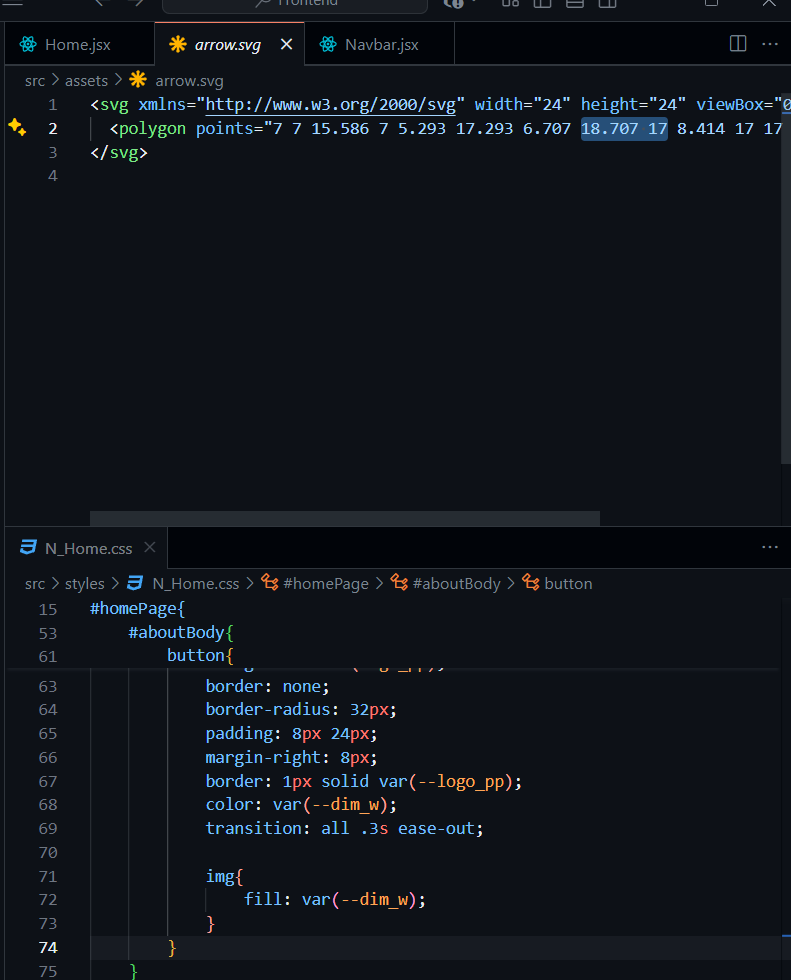 Frontend
Home.jsx arrow.svg Navbar.jsx
src > assets > arrow.svg
1 <svg xmlns="http://www.w3.org/2000/svg" width="24" height="24" viewBox="0
2 <polygon points="7 7 15.586 7 5.293 17.293 6.707 18.707 17 8.414 17 17
3 </svg>
4
N_Home.css
src > styles > N_Home.css > #homePage > #aboutBody > button
15 #homePage{
53 #aboutBody{
61 button{
63 border: none;
64 border-radius: 32px;
65 padding: 8px 24px;
66 margin-right: 8px;
67 border: 1px solid var(--logo_pp);
68 color: var(--dim_w);
69 transition: all .3s ease-out;
70
71 img{
72 fill: var(--dim_w);
73 }
74 }
75 }